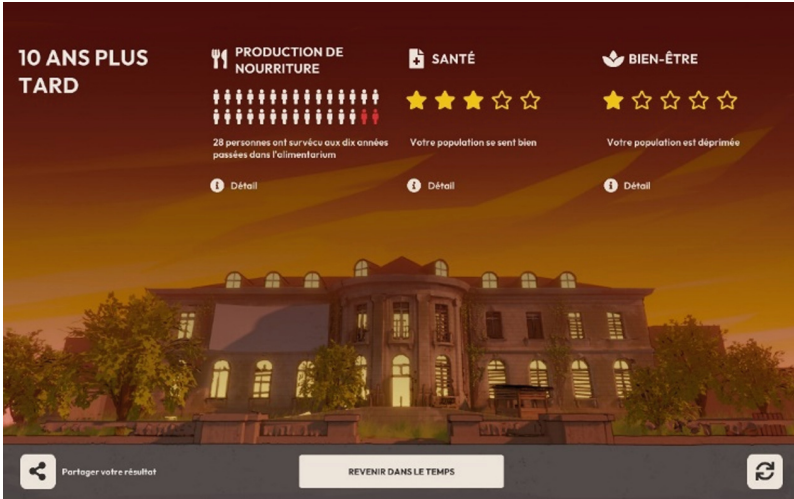 10 ANS PLUS
TARD
PRODUCTION DE
NOURRITURE
28 personnes ont survécu aux dix années
passées dans l'alimentarium
Détail
SANTÉ
Votre population se sent bien
Détail
BIEN-ÊTRE
Votre population est déprimée
Détail
Partager votre résultat
REVENIR DANS LE TEMPS